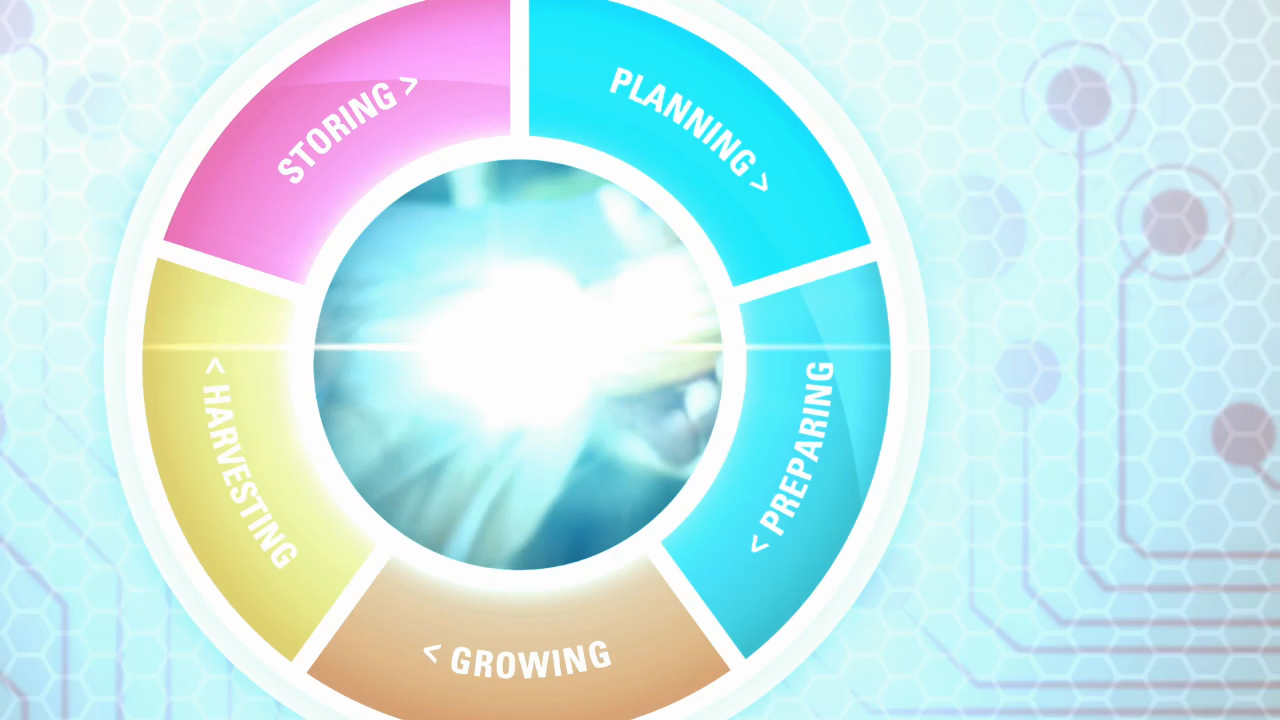 PLANNING >
< PREPARING
< GROWING
< HARVESTING
STORING >